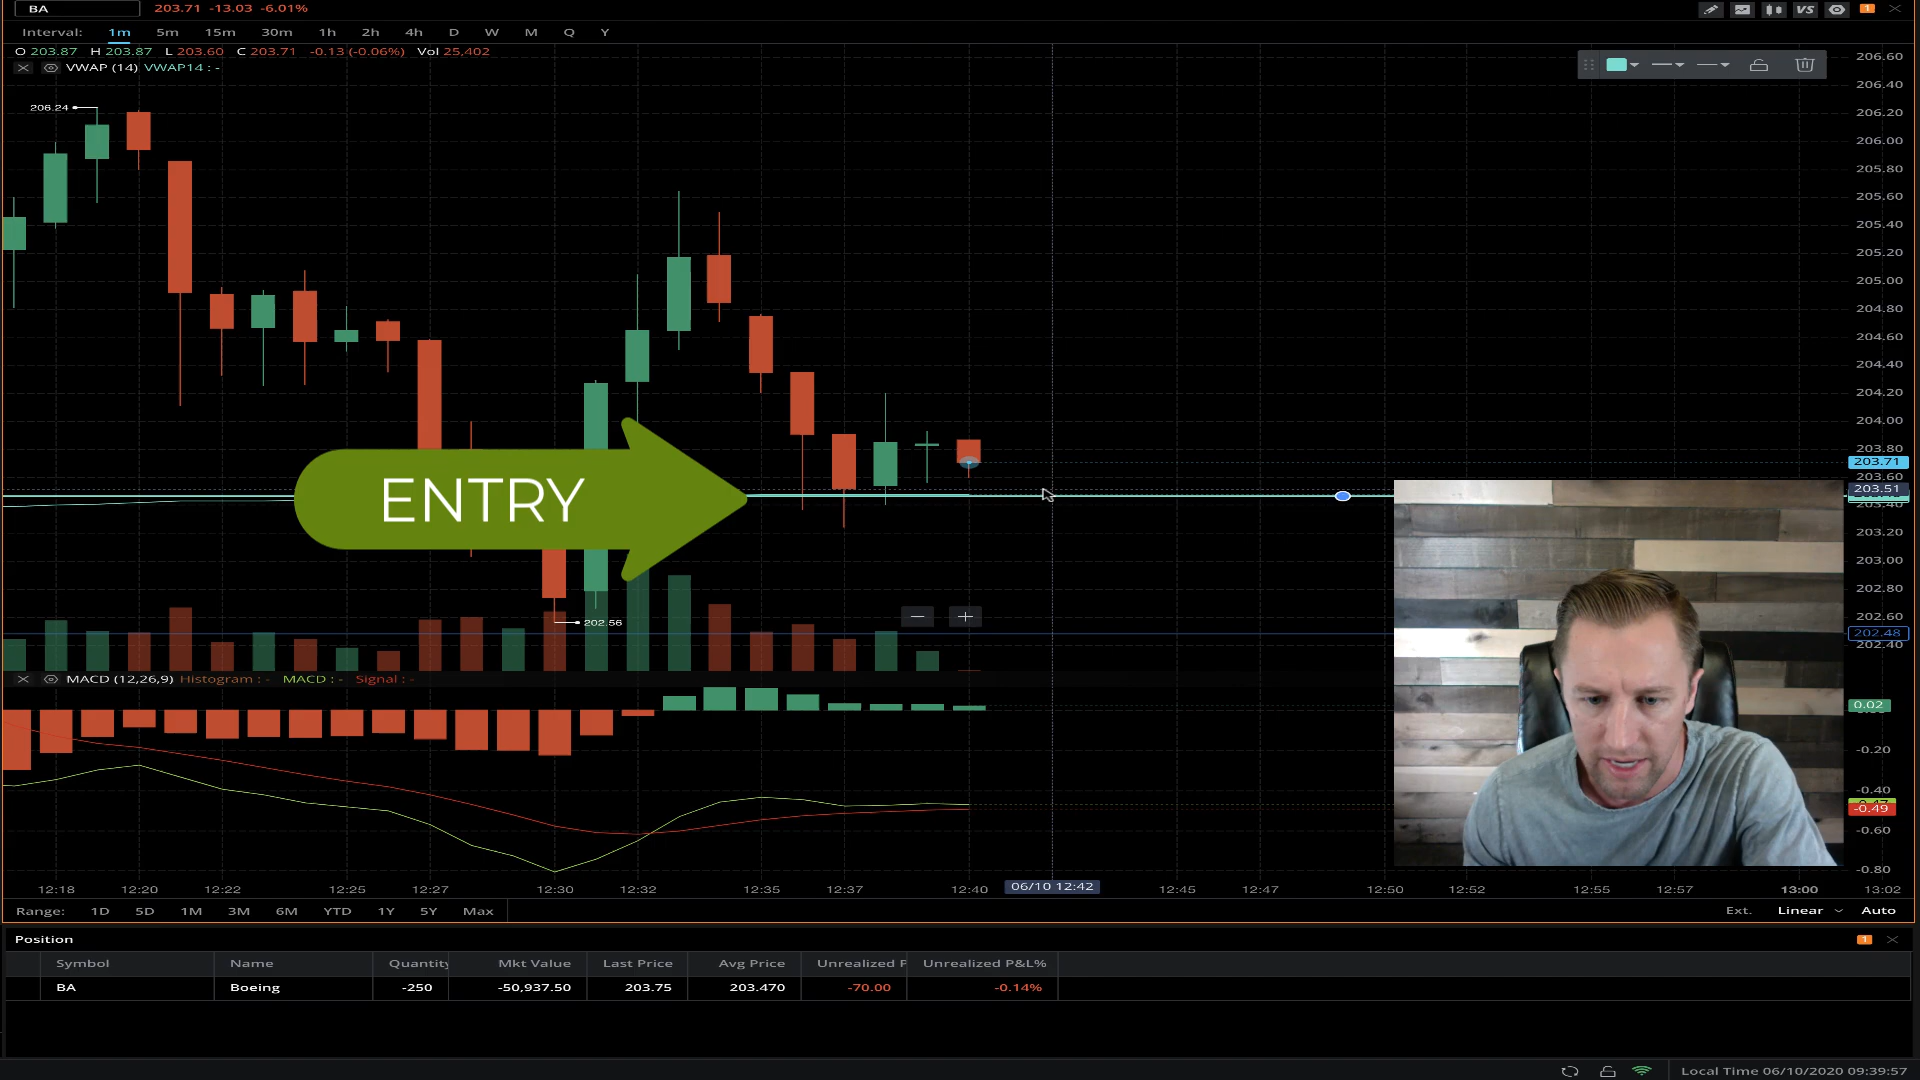 BA 203.71 -13.03 -6.01% VS 1
Interval: 1m 5m 15m 30m 1h 2h 4h D W M Q Y
O 203.87 H 203.87 L 203.60 C 203.71 -0.13 (-0.06%) Vol 25,402
VWAP (14) VWAP14 : -
206.60
206.40
206.24
206.20
206.00
205.80
205.60
205.40
205.20
205.00
204.80
204.60
204.40
204.20
204.00
203.80
203.71
203.60
203.51
203.40
ENTRY
203.20
203.00
202.80
202.60
202.56
202.48
202.40
MACD (12,26,9) Histogram : - MACD : - Signal : -
0.02
-0.20
-0.40
-0.49
-0.60
-0.80
12:18 12:20 12:22 12:25 12:27 12:30 12:32 12:35 12:37 12:40 06/10 12:42 12:45 12:47 12:50 12:52 12:55 12:57 13:00 13:02
Range: 1D 5D 1M 3M 6M YTD 1Y 5Y Max Ext. Linear Auto
Position 1
Symbol Name Quantity Mkt Value Last Price Avg Price Unrealized P Unrealized P&L%
BA Boeing -250 -50,937.50 203.75 203.470 -70.00 -0.14%
Local Time 06/10/2020 09:39:57